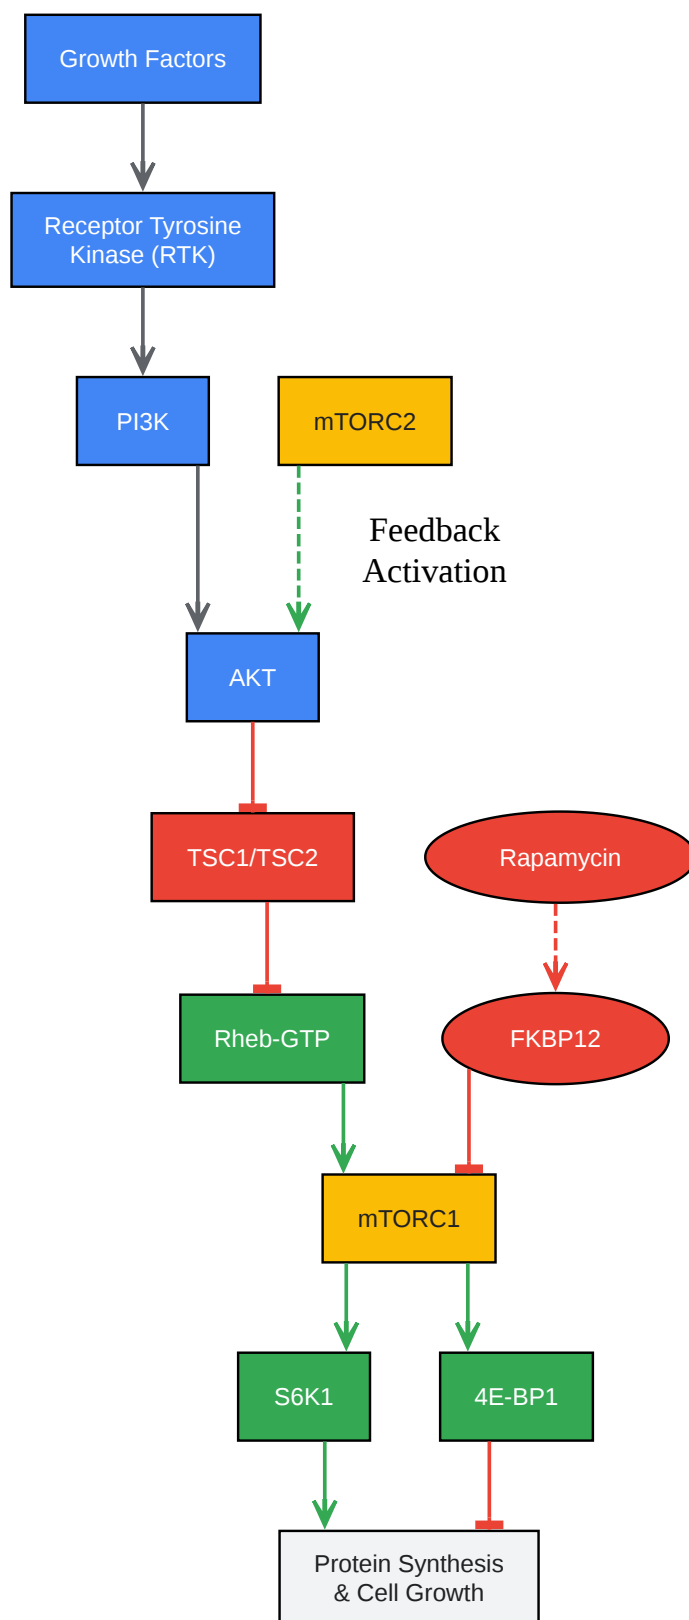 Growth Factors
Receptor Tyrosine
Kinase (RTK)
PI3K
mTORC2
Feedback
Activation
AKT
TSC1/TSC2
Rapamycin
Rheb-GTP
FKBP12
mTORC1
S6K1
4E-BP1
Protein Synthesis
& Cell Growth